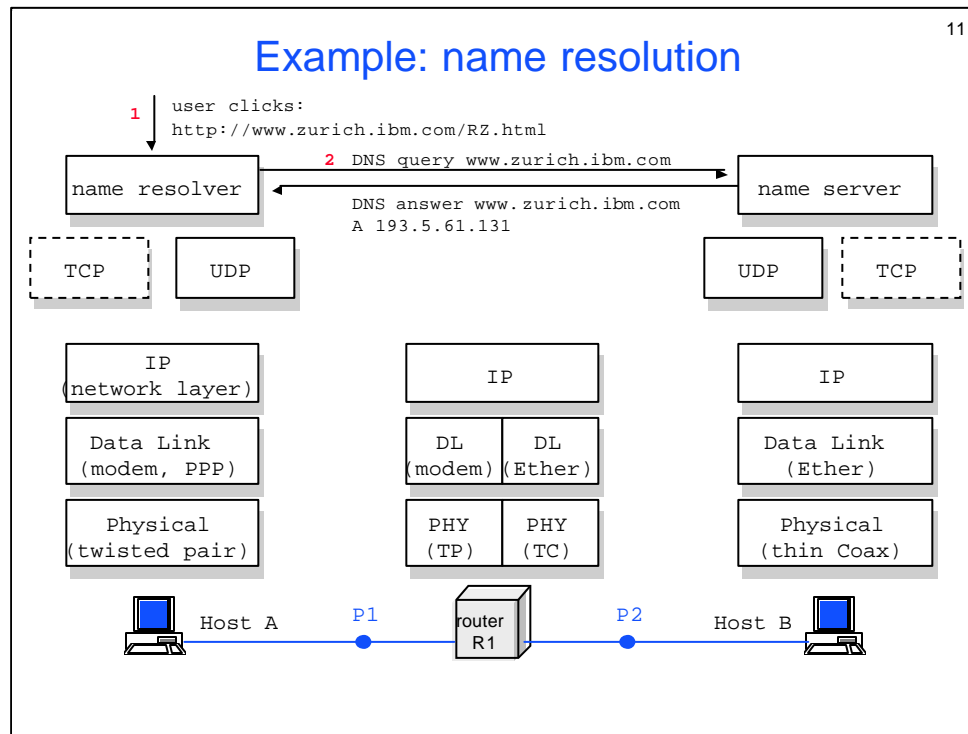 11
Example: name resolution
1
user clicks:
http://www.zurich.ibm.com/RZ.html
2 DNS query www.zurich.ibm.com
name resolver
name server
DNS answer www.zurich.ibm.com
A 193.5.61.131
TCP
UDP
UDP
TCP
IP
(network layer)
IP
IP
Data Link
(modem, PPP)
DL
(modem)
DL
(Ether)
Data Link
(Ether)
Physical
(twisted pair)
PHY
(TP)
PHY
(TC)
Physical
(thin Coax)
Host A
P1
router
R1
P2
Host B